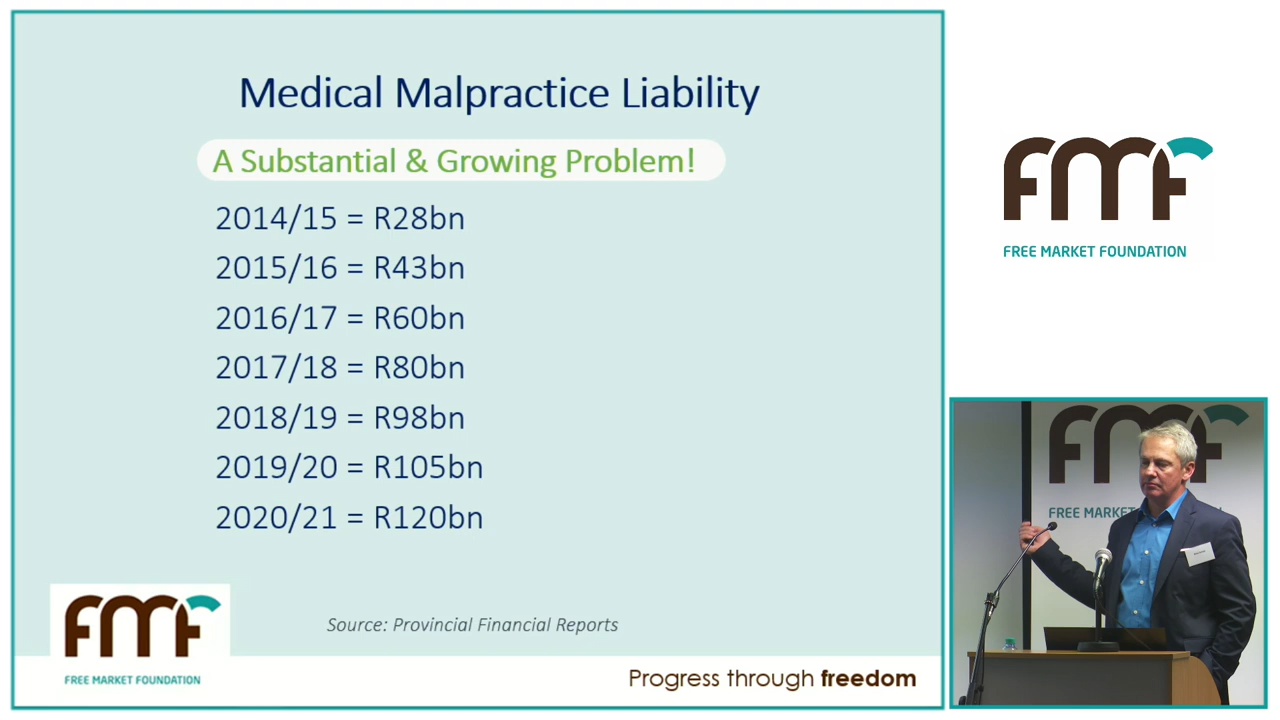 Medical Malpractice Liability
A Substantial & Growing Problem!
2014/15 = R28bn
2015/16 = R43bn
2016/17 = R60bn
2017/18 = R80bn
2018/19 = R98bn
2019/20 = R105bn
2020/21 = R120bn
Source: Provincial Financial Reports
fmf
FREE MARKET FOUNDATION
Progress through freedom
fmf
FREE MARKET FOUNDATION
fmf
FREE MARKET